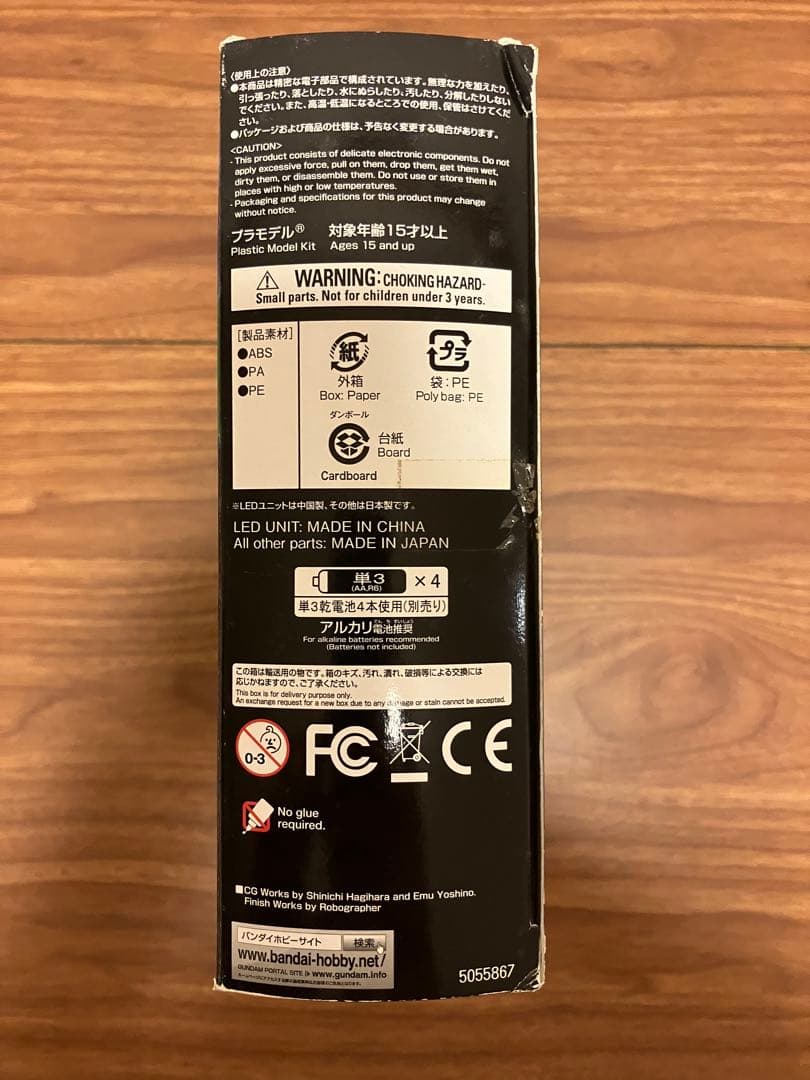 〈使用上の注意〉
●本商品は精密な電子部品で構成されています。無理な力を加えたり、
引っ張ったり、落としたり、水にぬらしたり、汚したり、分解したりしない
でください。また、高温・低温になるところでの使用、保管はさけてくだ
さい。
●パッケージおよび商品の仕様は、予告なく変更する場合があります。
<CAUTION>
- This product consists of delicate electronic components. Do not
apply excessive force, pull on them, drop them, get them wet,
dirty them, or disassemble them. Do not use or store them in
places with high or low temperatures.
- Packaging and specifications for this product may change
without notice.
プラモデル® 対象年齢15才以上
Plastic Model Kit Ages 15 and up
WARNING: CHOKING HAZARD-
Small parts. Not for children under 3 years.
[製品素材]
●ABS
●PA
●PE
紙
外箱
Box: Paper
プラ
袋:PE
Poly bag: PE
ダンボール
台紙
Board
Cardboard
※LEDユニットは中国製、その他は日本製です。
LED UNIT: MADE IN CHINA
All other parts: MADE IN JAPAN
単3
(AA,R6)
×4
単3乾電池4本使用(別売り)
アルカリ電池推奨
For alkaline batteries recommended
(Batteries not included)
この箱は輸送用の物です。箱のキズ、汚れ、潰れ、破損等による交換には
応じかねますので、ご了承ください。
This box is for delivery purpose only.
An exchange request for a new box due to any damage or stain cannot be accepted.
0-3
FC
CE
No glue
required.
■CG Works by Shinichi Hagihara and Emu Yoshino.
Finish Works by Robographer
バンダイホビーサイト 検索
www.bandai-hobby.net/
GUNDAM PORTAL SITE www.gundam.info
5055867